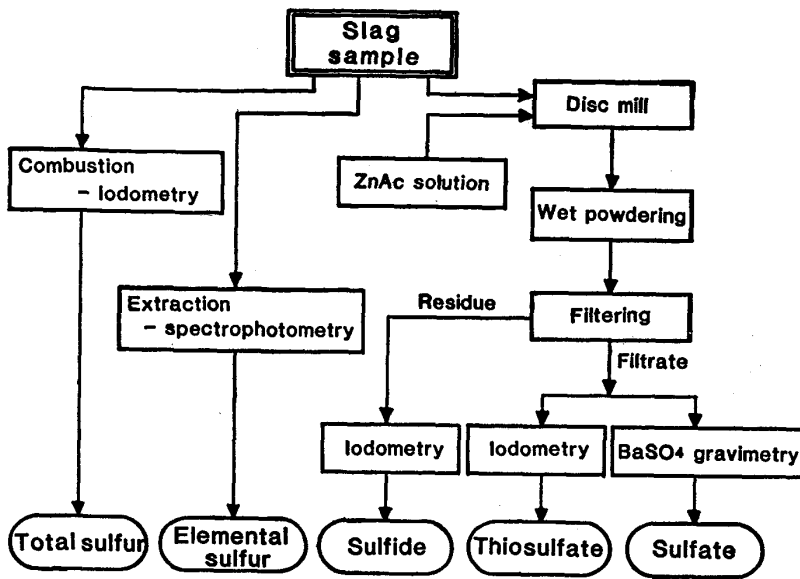 Slag
sample
Disc mill
Combustion
- Iodometry
ZnAc solution
Wet powdering
Extraction
- spectrophotometry
Residue
Filtering
Filtrate
Iodometry
Iodometry
BaSO4 gravimetry
Total sulfur
Elemental
sulfur
Sulfide
Thiosulfate
Sulfate